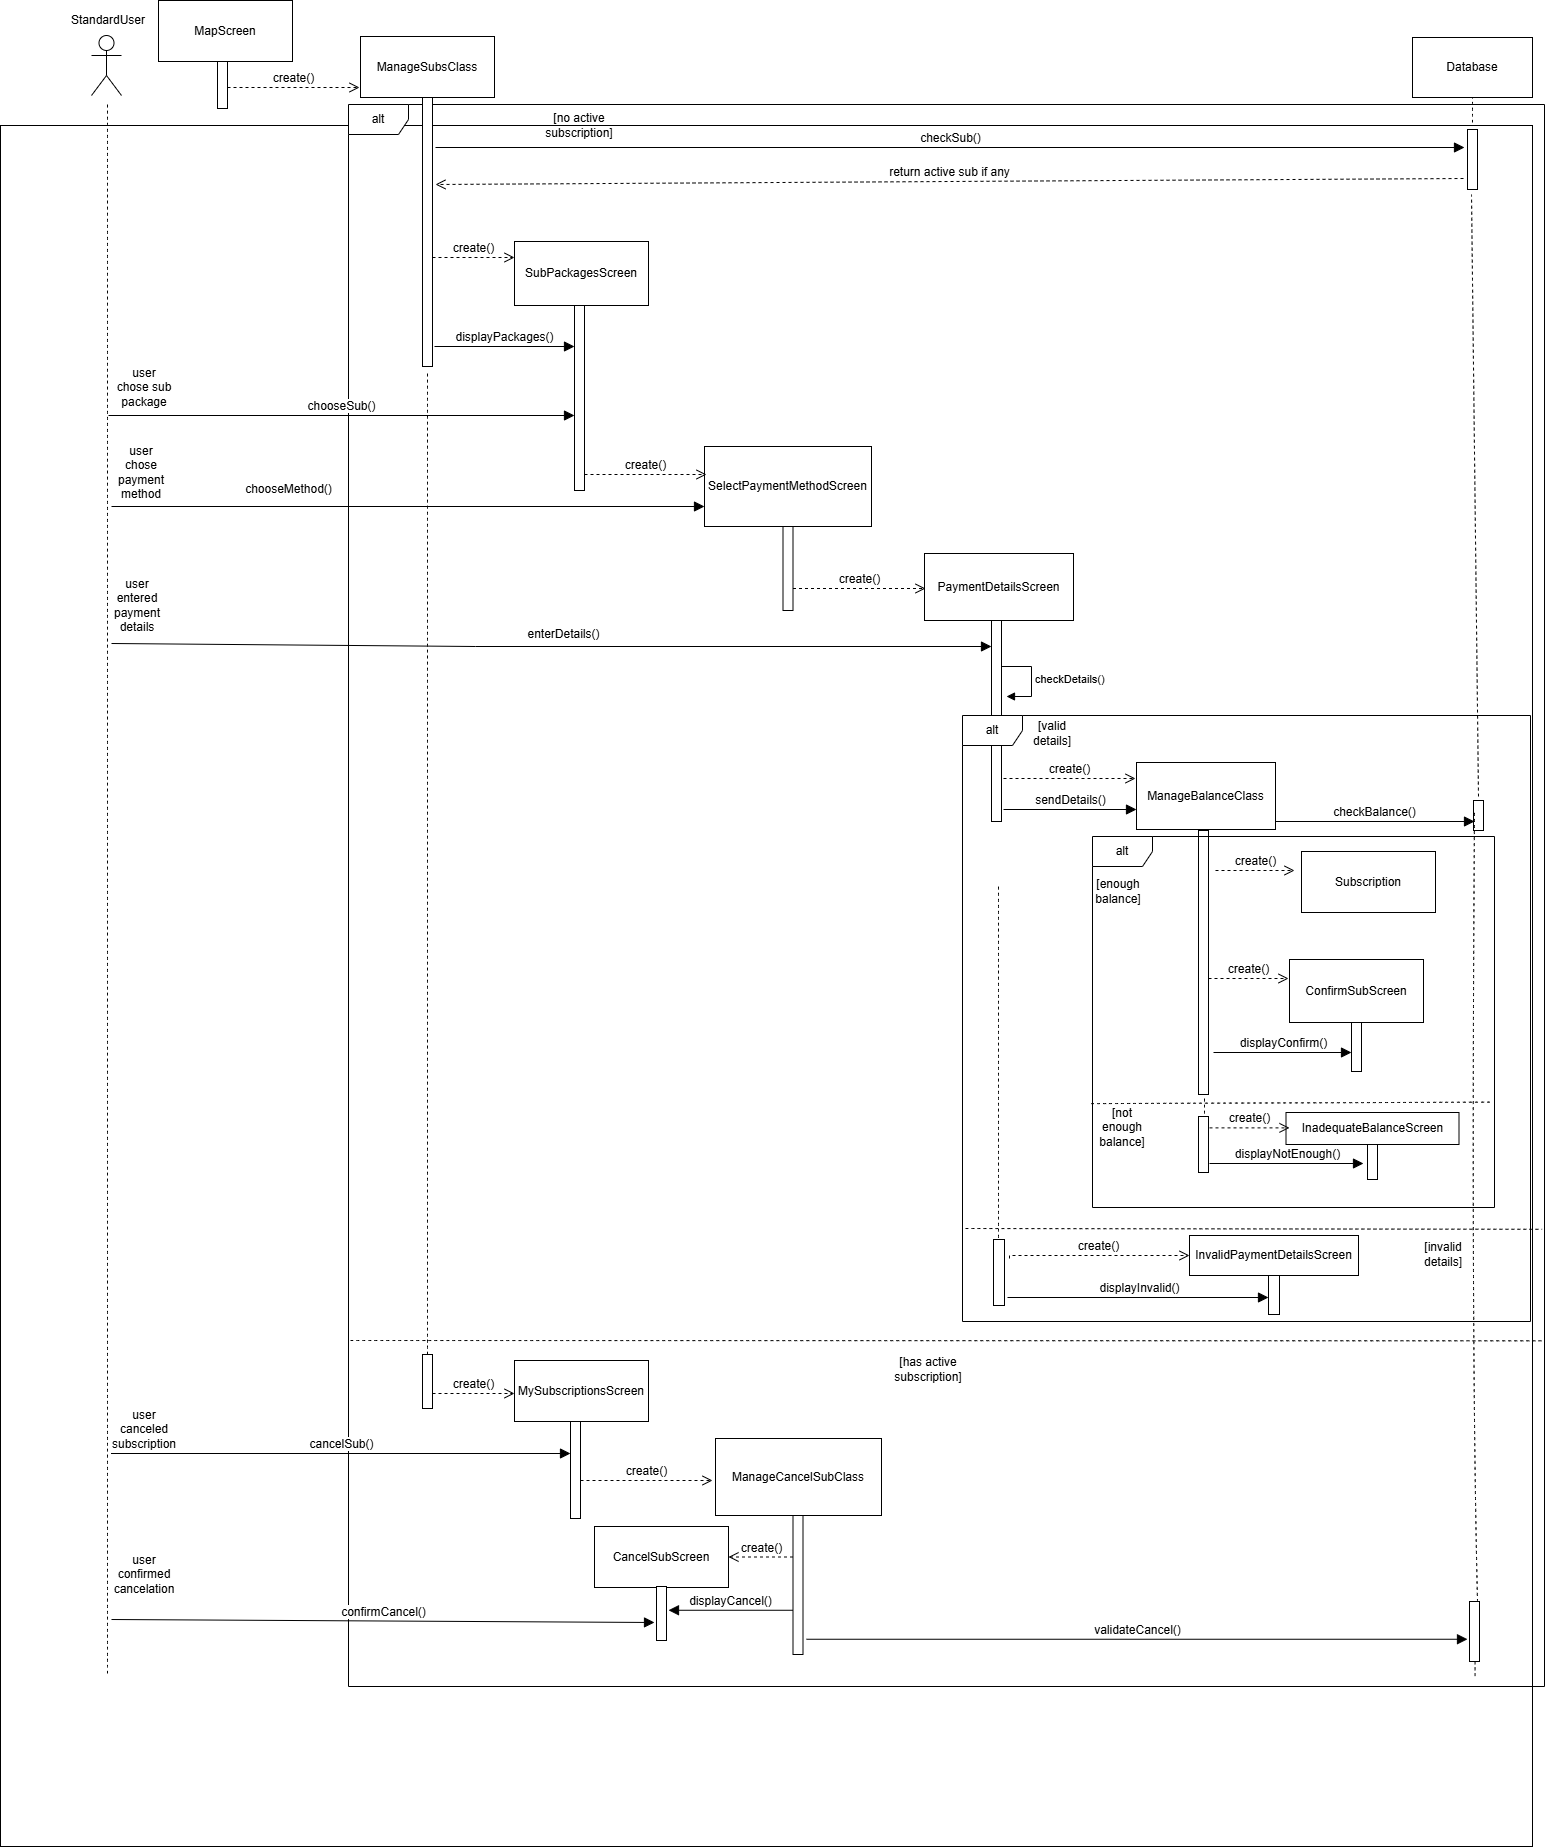 StandardUser
MapScreen
create()
ManageSubsClass
Database
alt
[no active
subscription]
checkSub()
return active sub if any
create()
SubPackagesScreen
displayPackages()
user
chose sub
package
chooseSub()
user
chose
payment
method
create()
chooseMethod()
SelectPaymentMethodScreen
user
entered
payment
details
create()
PaymentDetailsScreen
enterDetails()
checkDetails()
alt
[valid
details]
create()
sendDetails()
ManageBalanceClass
checkBalance()
alt
[enough
balance]
create()
Subscription
create()
ConfirmSubScreen
displayConfirm()
[not
enough
balance]
create()
InadequateBalanceScreen
displayNotEnough()
create()
InvalidPaymentDetailsScreen
[invalid
details]
displayInvalid()
[has active
subscription]
create()
MySubscriptionsScreen
user
canceled
subscription
cancelSub()
create()
ManageCancelSubClass
create()
CancelSubScreen
user
confirmed
cancelation
displayCancel()
confirmCancel()
validateCancel()